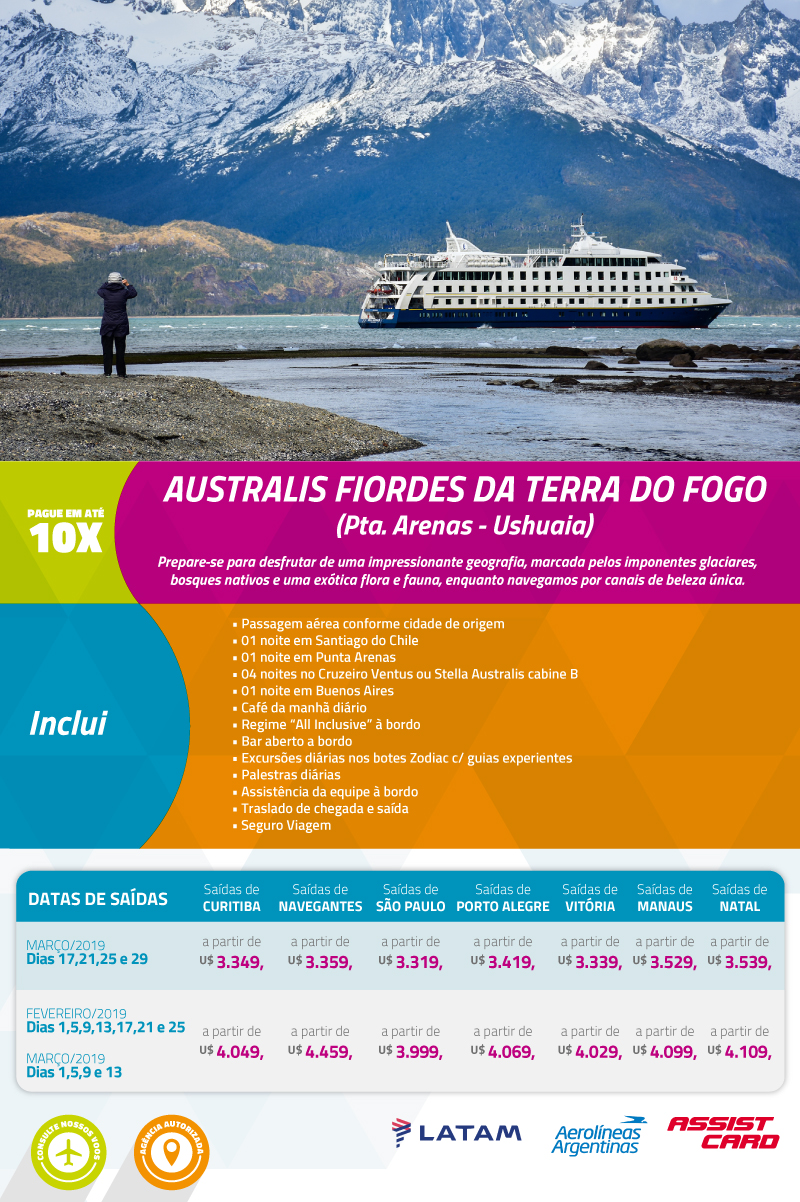 PAGUE EM ATÉ
10X
AUSTRALIS FIORDES DA TERRA DO FOGO
(Pta. Arenas - Ushuaia)
Prepare-se para desfrutar de uma impressionante geografia, marcada pelos imponentes glaciares,
bosques nativos e uma exótica flora e fauna, enquanto navegamos por canais de beleza única.
Inclui
• Passagem aérea conforme cidade de origem
• 01 noite em Santiago do Chile
• 01 noite em Punta Arenas
• 04 noites no Cruzeiro Ventus ou Stella Australis cabine B
• 01 noite em Buenos Aires
• Café da manhã diário
• Regime “All Inclusive” à bordo
• Bar aberto a bordo
• Excursões diárias nos botes Zodiac c/ guias experientes
• Palestras diárias
• Assistência da equipe à bordo
• Traslado de chegada e saída
• Seguro Viagem
DATAS DE SAÍDAS
Saídas de CURITIBA
Saídas de NAVEGANTES
Saídas de SÃO PAULO
Saídas de PORTO ALEGRE
Saídas de VITÓRIA
Saídas de MANAUS
Saídas de NATAL
MARÇO/2019
Dias 17,21,25 e 29
a partir de U$ 3.349,
a partir de U$ 3.359,
a partir de U$ 3.319,
a partir de U$ 3.419,
a partir de U$ 3.339,
a partir de U$ 3.529,
a partir de U$ 3.539,
FEVEREIRO/2019
Dias 1,5,9,13,17,21 e 25
MARÇO/2019
Dias 1,5,9 e 13
a partir de U$ 4.049,
a partir de U$ 4.459,
a partir de U$ 3.999,
a partir de U$ 4.069,
a partir de U$ 4.029,
a partir de U$ 4.099,
a partir de U$ 4.109,
CONSULTE NOSSOS VOOS
AGÊNCIA AUTORIZADA
LATAM
Aerolíneas
Argentinas
ASSIST
CARD